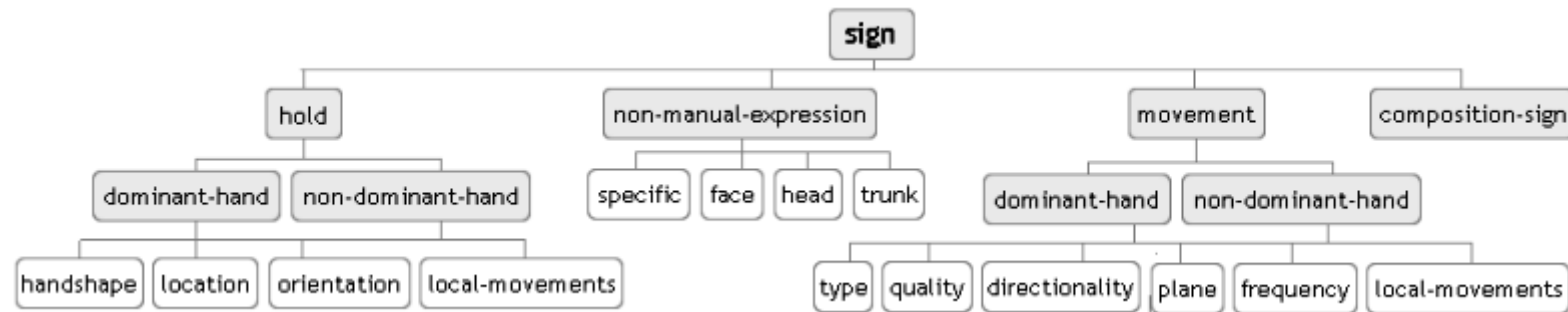 sign
hold
non-manual-expression
movement
composition-sign
dominant-hand
non-dominant-hand
specific
face
head
trunk
dominant-hand
non-dominant-hand
handshape
location
orientation
local-movements
type
quality
directionality
plane
frequency
local-movements